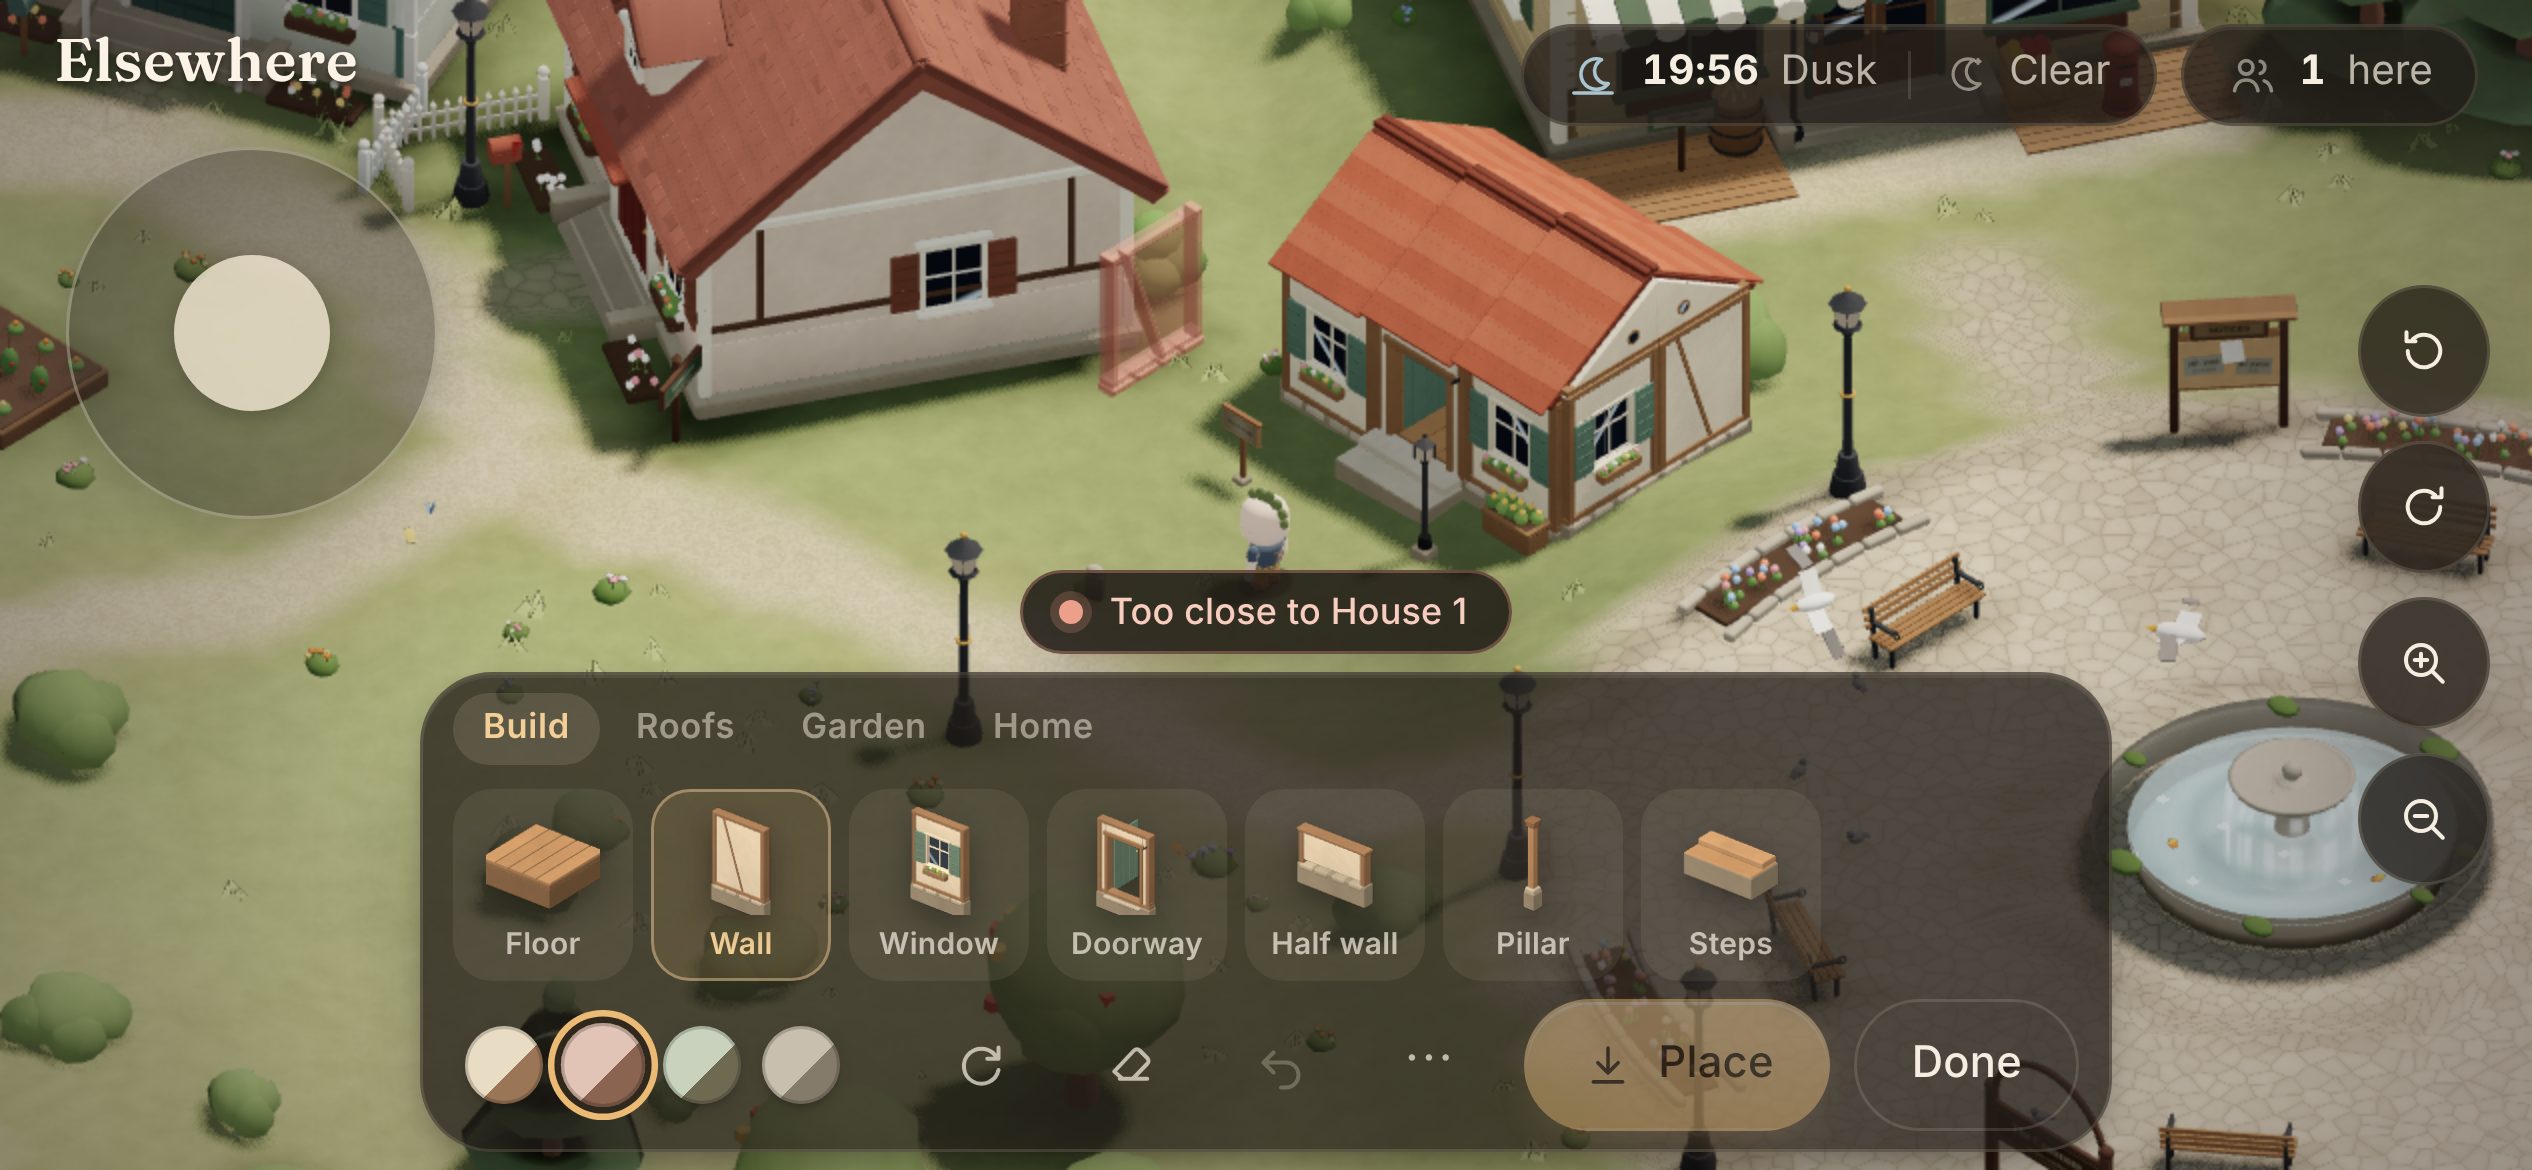 Elsewhere
19:56 Dusk Clear
1 here
NOTICES
Too close to House 1
Build Roofs Garden Home
Floor Wall Window Doorway Half wall Pillar Steps
Place Done